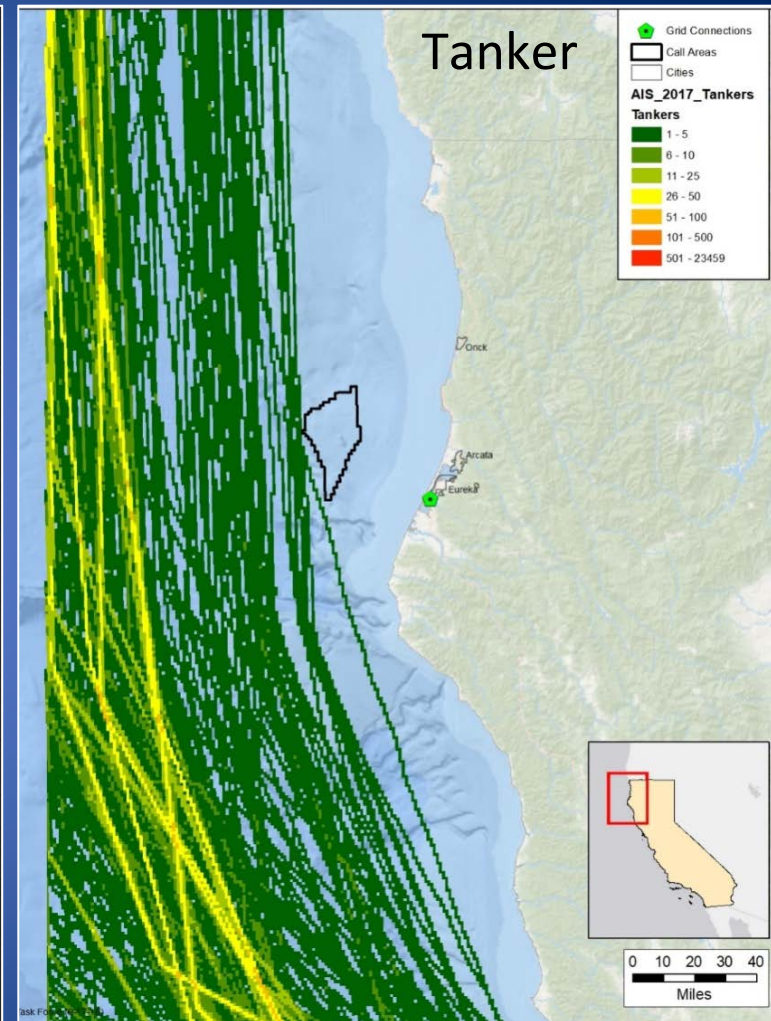 Tanker
Grid Connections
Call Areas
Cities
AIS_2017_Tankers
Tankers
1 - 5
6 - 10
11 - 25
26 - 50
51 - 100
101 - 500
501 - 23459
Orick
Arcata
Eureka
0 10 20 30 40
Miles